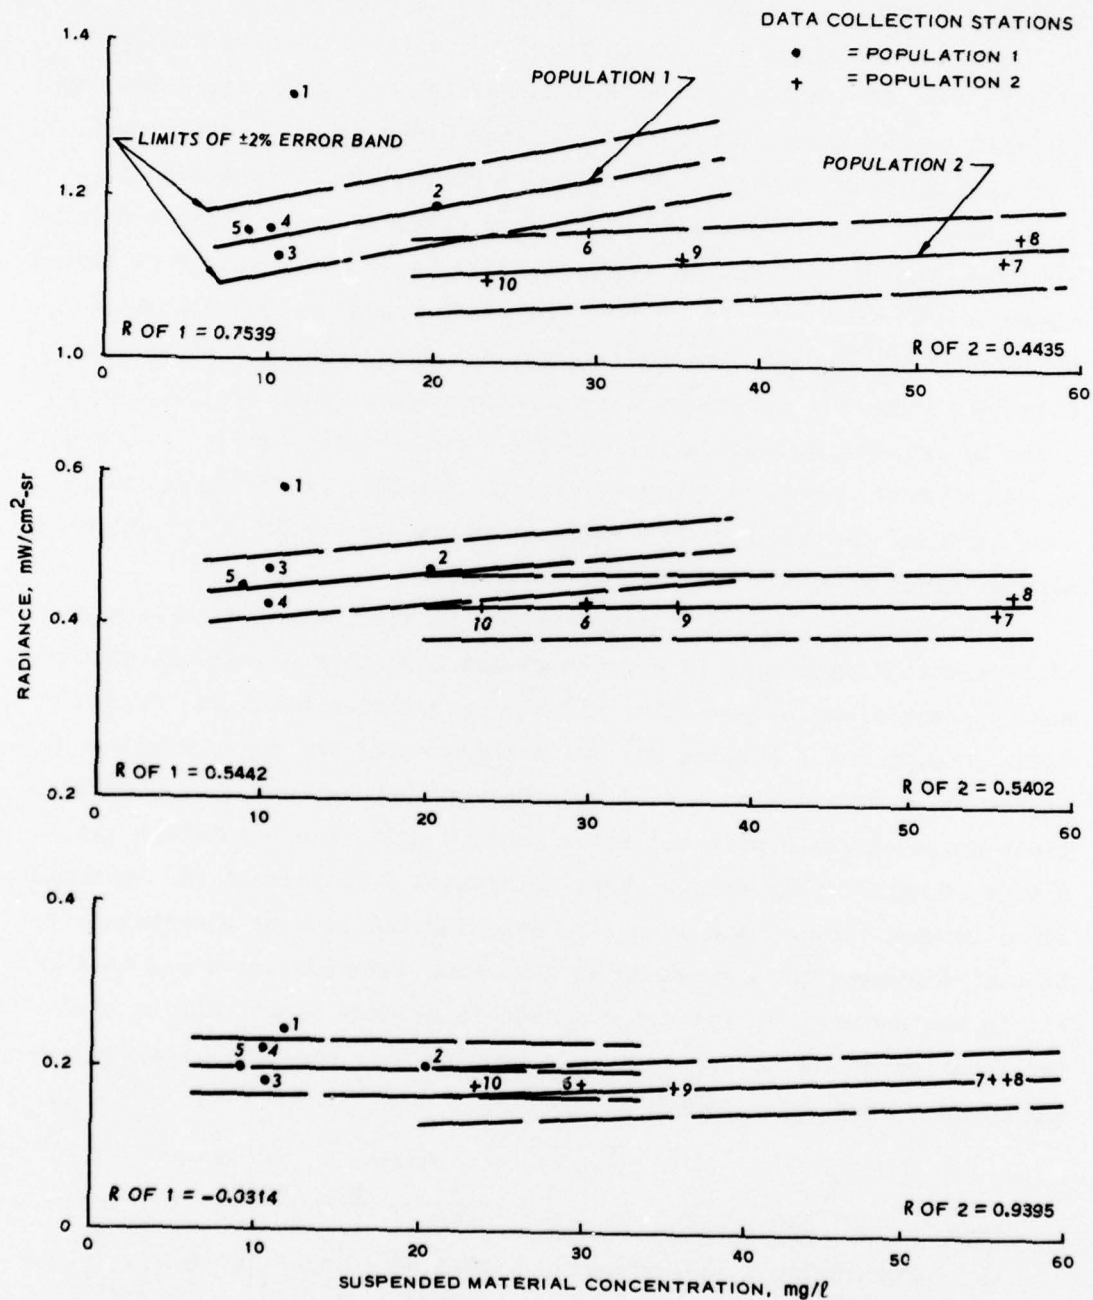 DATA COLLECTION STATIONS
• = POPULATION 1
+ = POPULATION 2
1.4
1
POPULATION 1
LIMITS OF ±2% ERROR BAND
POPULATION 2
1.2
2
5 4
3
6 9 8
10 7
R OF 1 = 0.7539
R OF 2 = 0.4435
1.0
0 10 20 30 40 50 60
RADIANCE, mW/cm²-sr
0.6
1
3 2
5
4
0.4
10 6 9 8
7
R OF 1 = 0.5442
R OF 2 = 0.5402
0.2
0 10 20 30 40 50 60
0.4
1
5 4 2
0.2
3 10 6 9 7 8
R OF 1 = -0.0314
R OF 2 = 0.9395
0
0 10 20 30 40 50 60
SUSPENDED MATERIAL CONCENTRATION, mg/ℓ